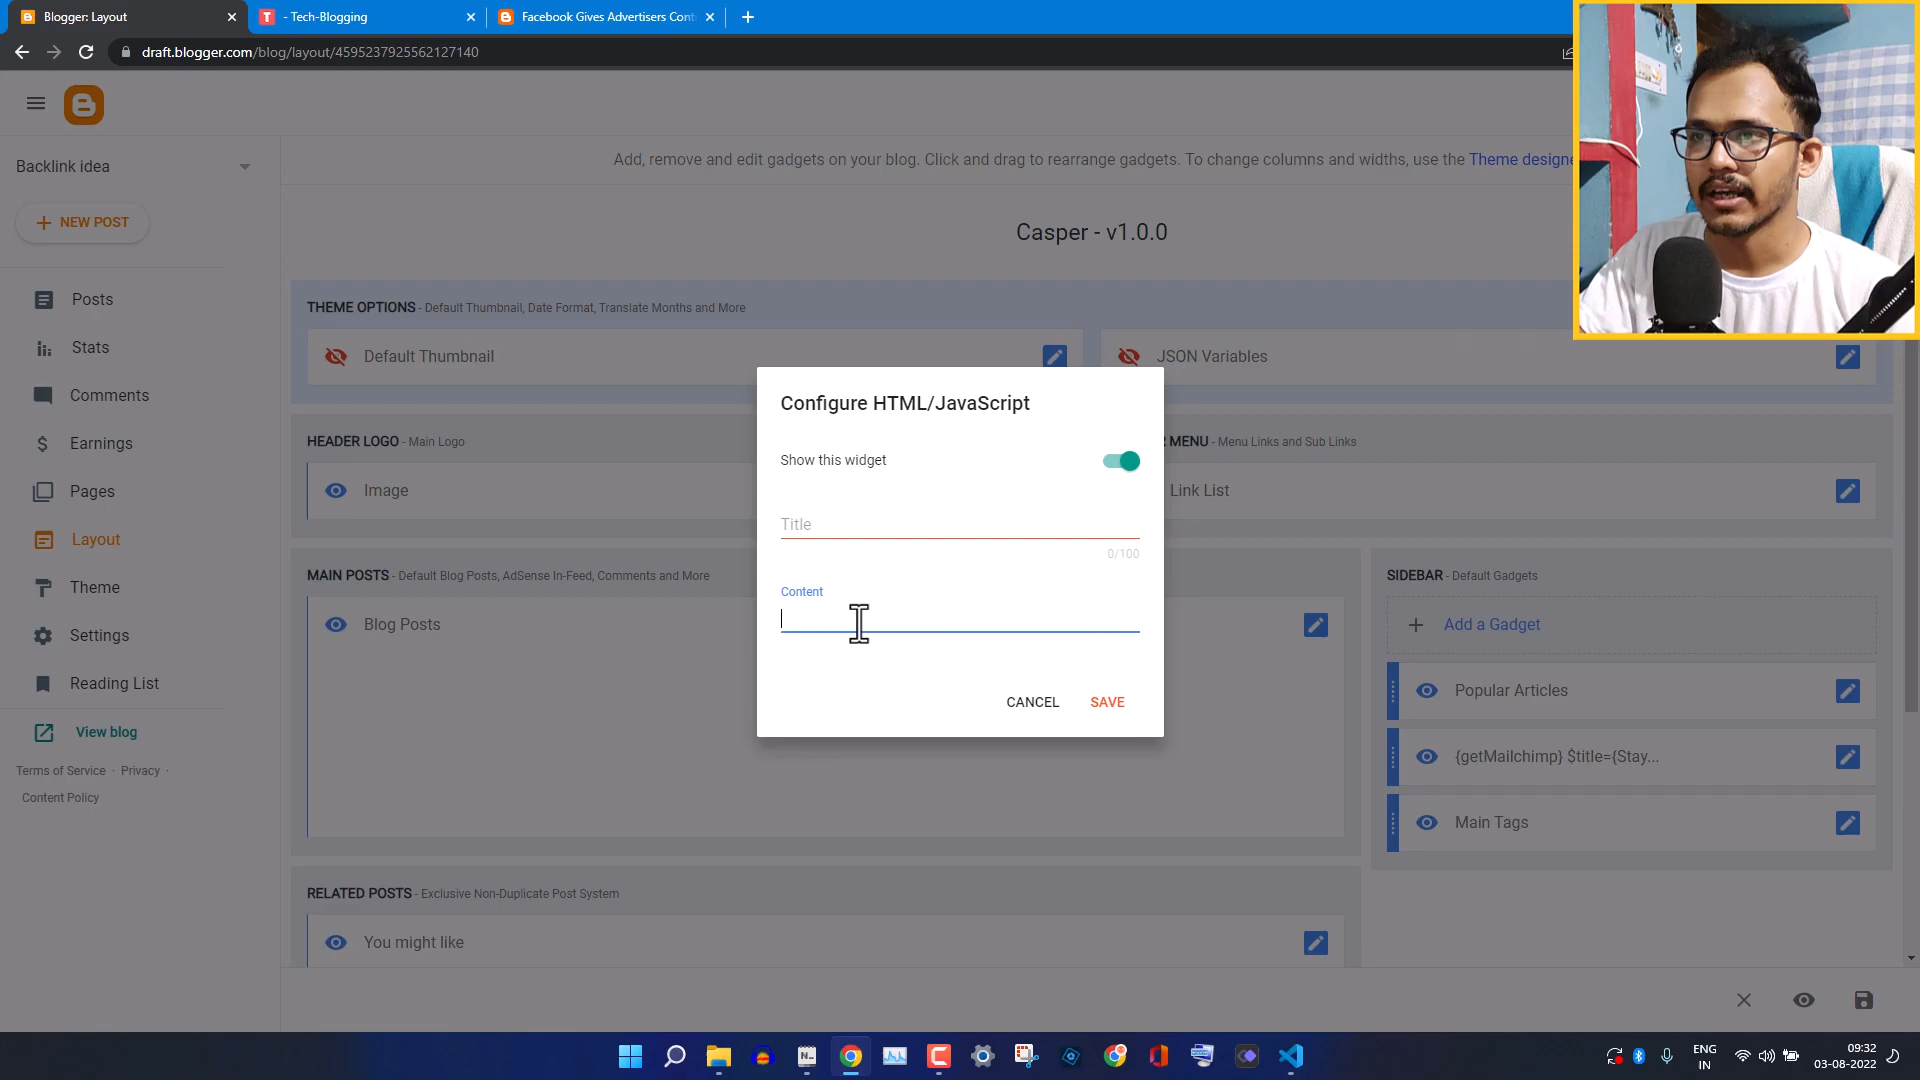 Blogger: Layout
T - Tech-Blogging
Facebook Gives Advertisers Cont
draft.blogger.com/blog/layout/4595237925562127140
Backlink idea
Add, remove and edit gadgets on your blog. Click and drag to rearrange gadgets. To change columns and widths, use the Theme designe
NEW POST
Casper - v1.0.0
Posts
Stats
Comments
Earnings
Pages
Layout
Theme
Settings
Reading List
View blog
Terms of Service · Privacy ·
Content Policy
THEME OPTIONS - Default Thumbnail, Date Format, Translate Months and More
Default Thumbnail
JSON Variables
HEADER LOGO - Main Logo
Image
R MENU - Menu Links and Sub Links
Link List
MAIN POSTS - Default Blog Posts, AdSense In-Feed, Comments and More
Blog Posts
SIDEBAR - Default Gadgets
Add a Gadget
Popular Articles
{getMailchimp} $title={Stay...
Main Tags
RELATED POSTS - Exclusive Non-Duplicate Post System
You might like
Configure HTML/JavaScript
Show this widget
Title
0/100
Content
CANCEL
SAVE
ENG
IN
09:32
03-08-2022